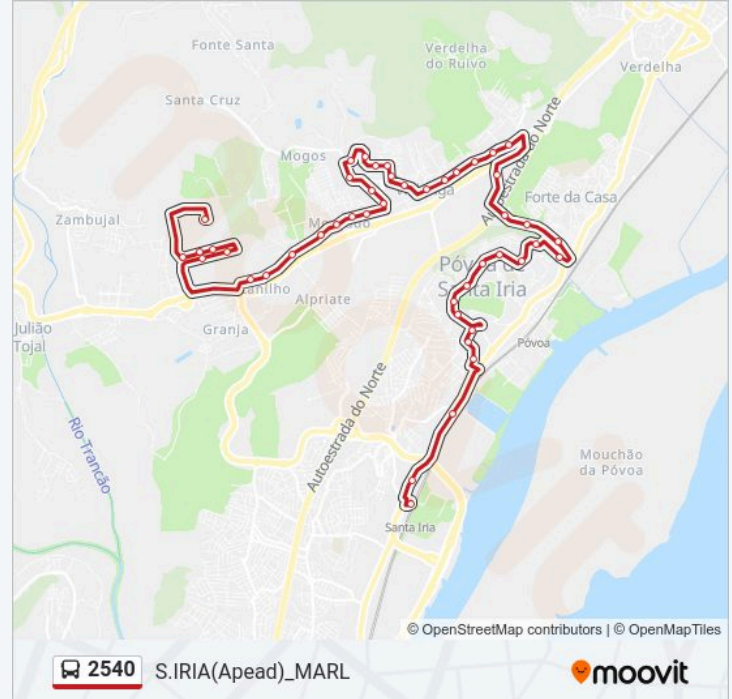 Fonte Santa
Verdelha
do Ruivo
Verdelha
Santa Cruz
Mogos
Autoestrada do Norte
Forte da Casa
Zambujal
Póvoa de
Santa Iria
Alpriate
Julião
Tojal
Granja
Póvoa
Autoestrada do Norte
Rio-Trancão
Mouchão
da Póvoa
Santa Iria
© OpenStreetMap contributors | © OpenMapTiles
2540 S.IRIA(Apead)_MARL
moovit